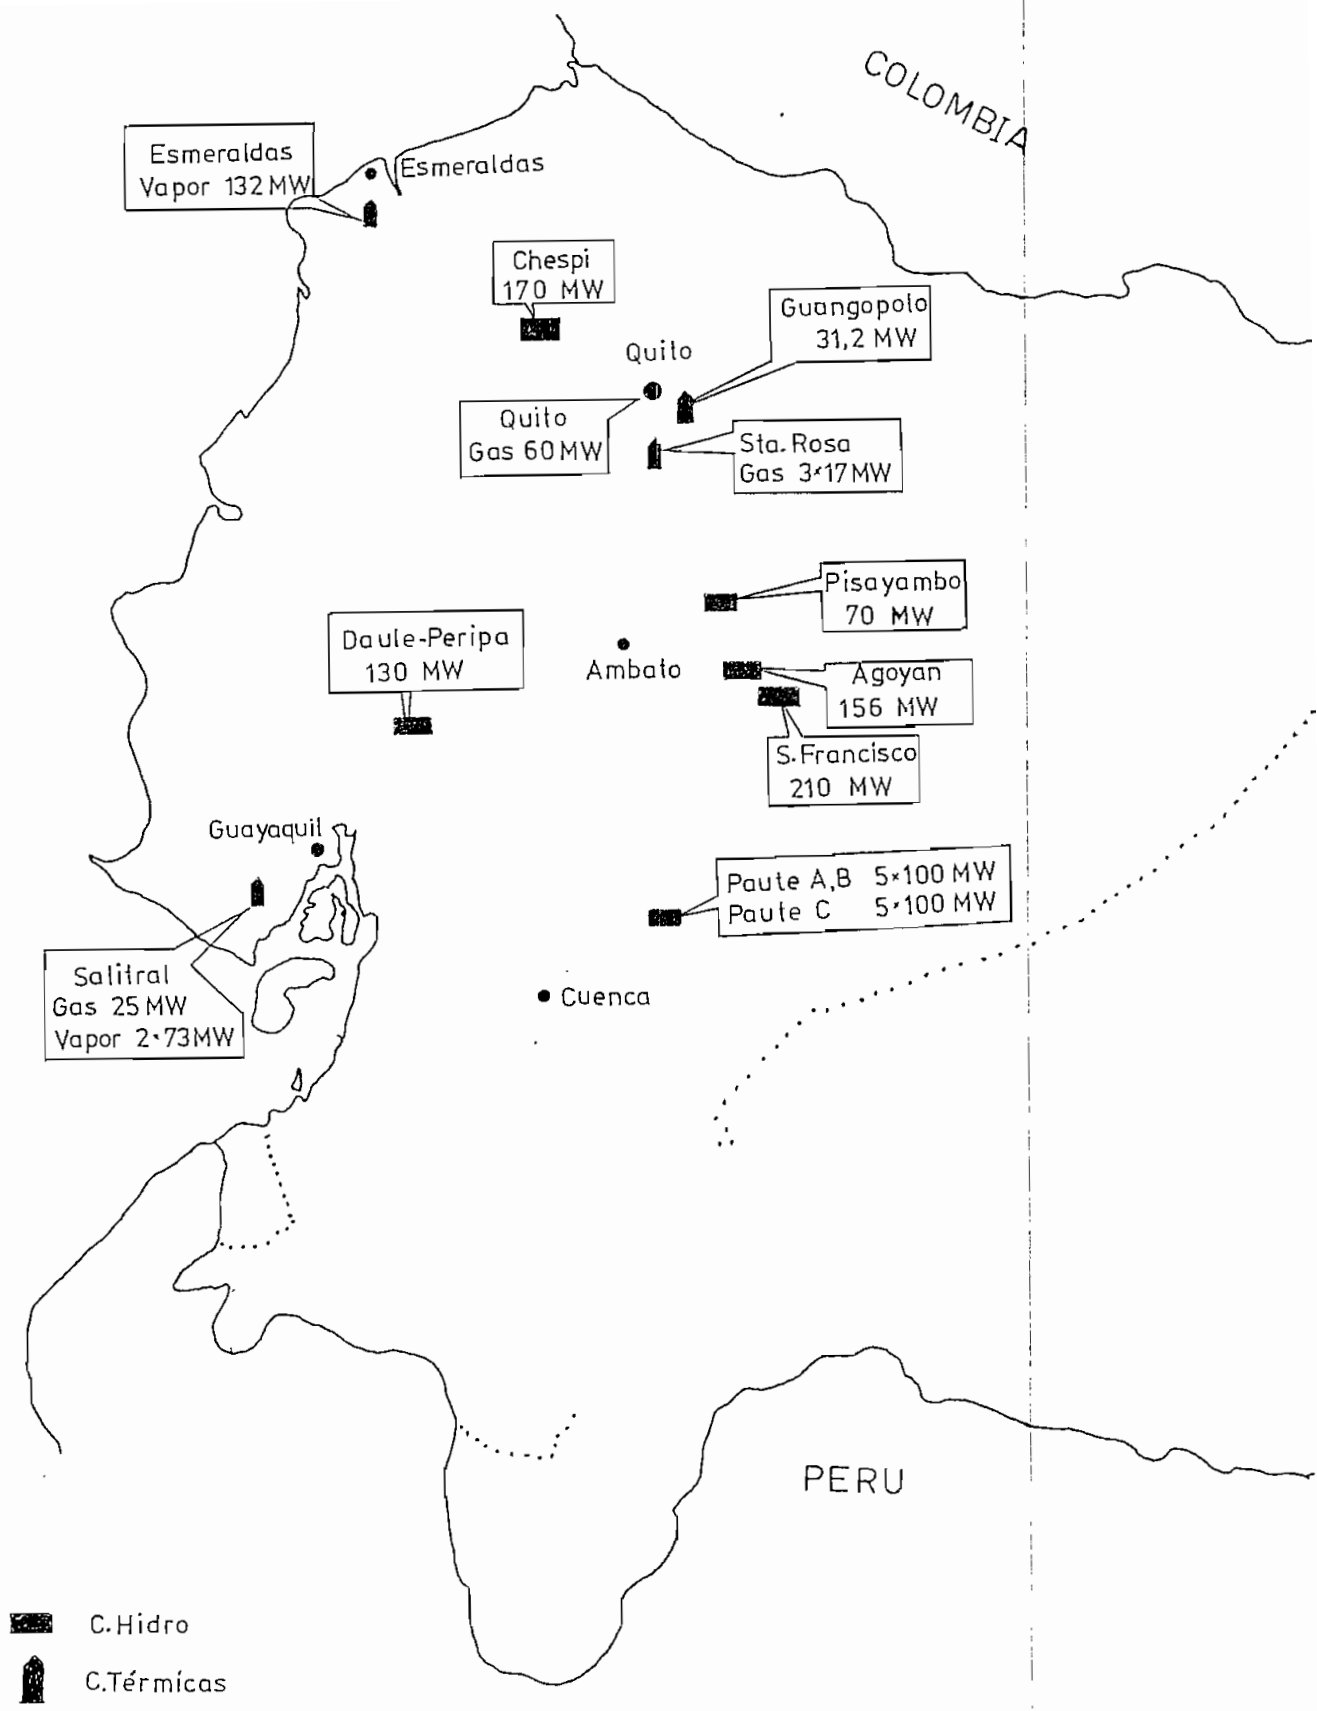 COLOMBIA
Esmeraldas
Vapor 132 MW
Esmeraldas
Chespi
170 MW
Guangopolo
31,2 MW
Quito
Quito
Gas 60 MW
Sta. Rosa
Gas 3×17 MW
Pisayambo
70 MW
Daule-Peripa
130 MW
Ambato
Agoyan
156 MW
S. Francisco
210 MW
Guayaquil
Paute A,B 5×100 MW
Paute C 5×100 MW
Salitral
Gas 25 MW
Vapor 2×73 MW
Cuenca
PERU
C. Hidro
C. Térmicas